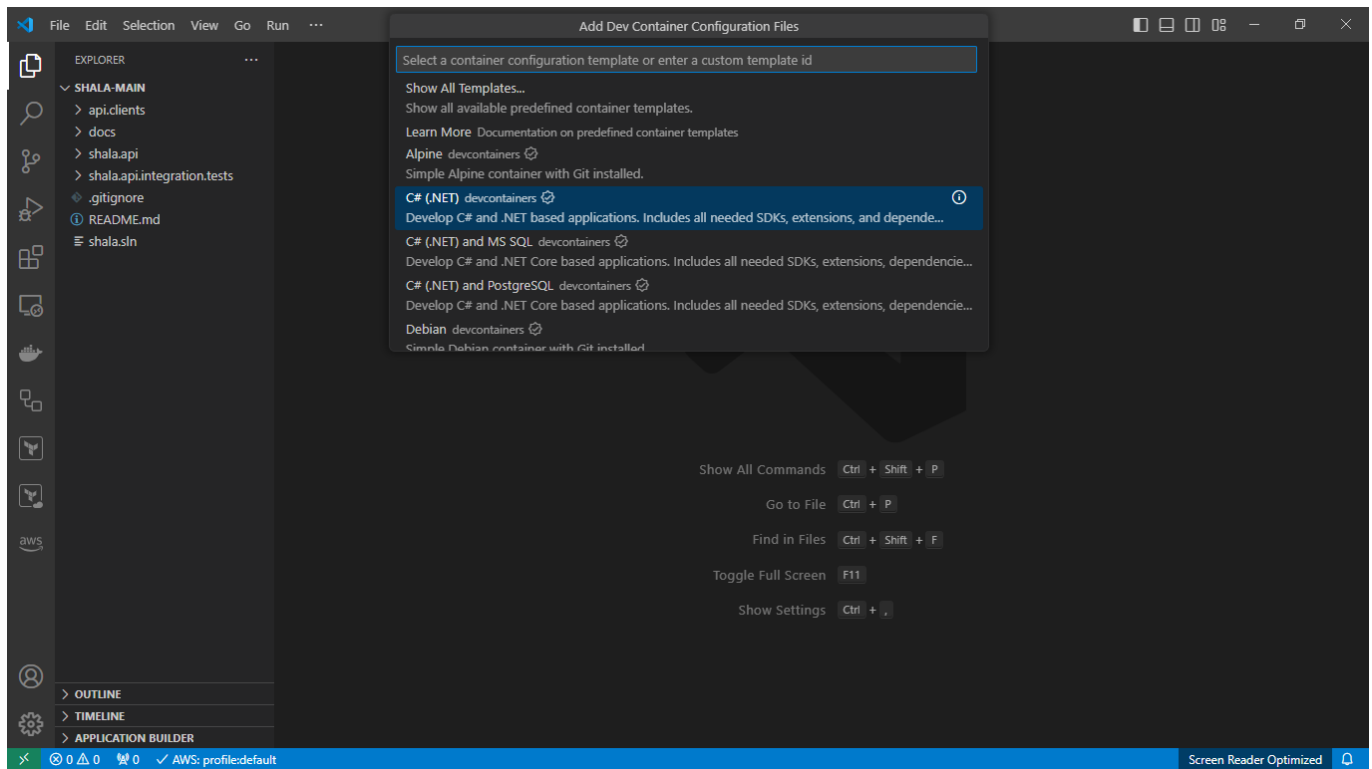 File Edit Selection View Go Run ···
Add Dev Container Configuration Files
Select a container configuration template or enter a custom template id
Show All Templates...
Show all available predefined container templates.
Learn More Documentation on predefined container templates
Alpine devcontainers
Simple Alpine container with Git installed.
C# (.NET) devcontainers
Develop C# and .NET based applications. Includes all needed SDKs, extensions, and depende...
C# (.NET) and MS SQL devcontainers
Develop C# and .NET Core based applications. Includes all needed SDKs, extensions, dependencie...
C# (.NET) and PostgreSQL devcontainers
Develop C# and .NET Core based applications. Includes all needed SDKs, extensions, dependencie...
Debian devcontainers
Simple Debian container with Git installed
EXPLORER ···
SHALA-MAIN
api.clients
docs
shala.api
shala.api.integration.tests
.gitignore
README.md
shala.sln
aws
OUTLINE
TIMELINE
APPLICATION BUILDER
Show All Commands Ctrl + Shift + P
Go to File Ctrl + P
Find in Files Ctrl + Shift + F
Toggle Full Screen F11
Show Settings Ctrl + ,
0 0 0 AWS: profile:default
Screen Reader Optimized